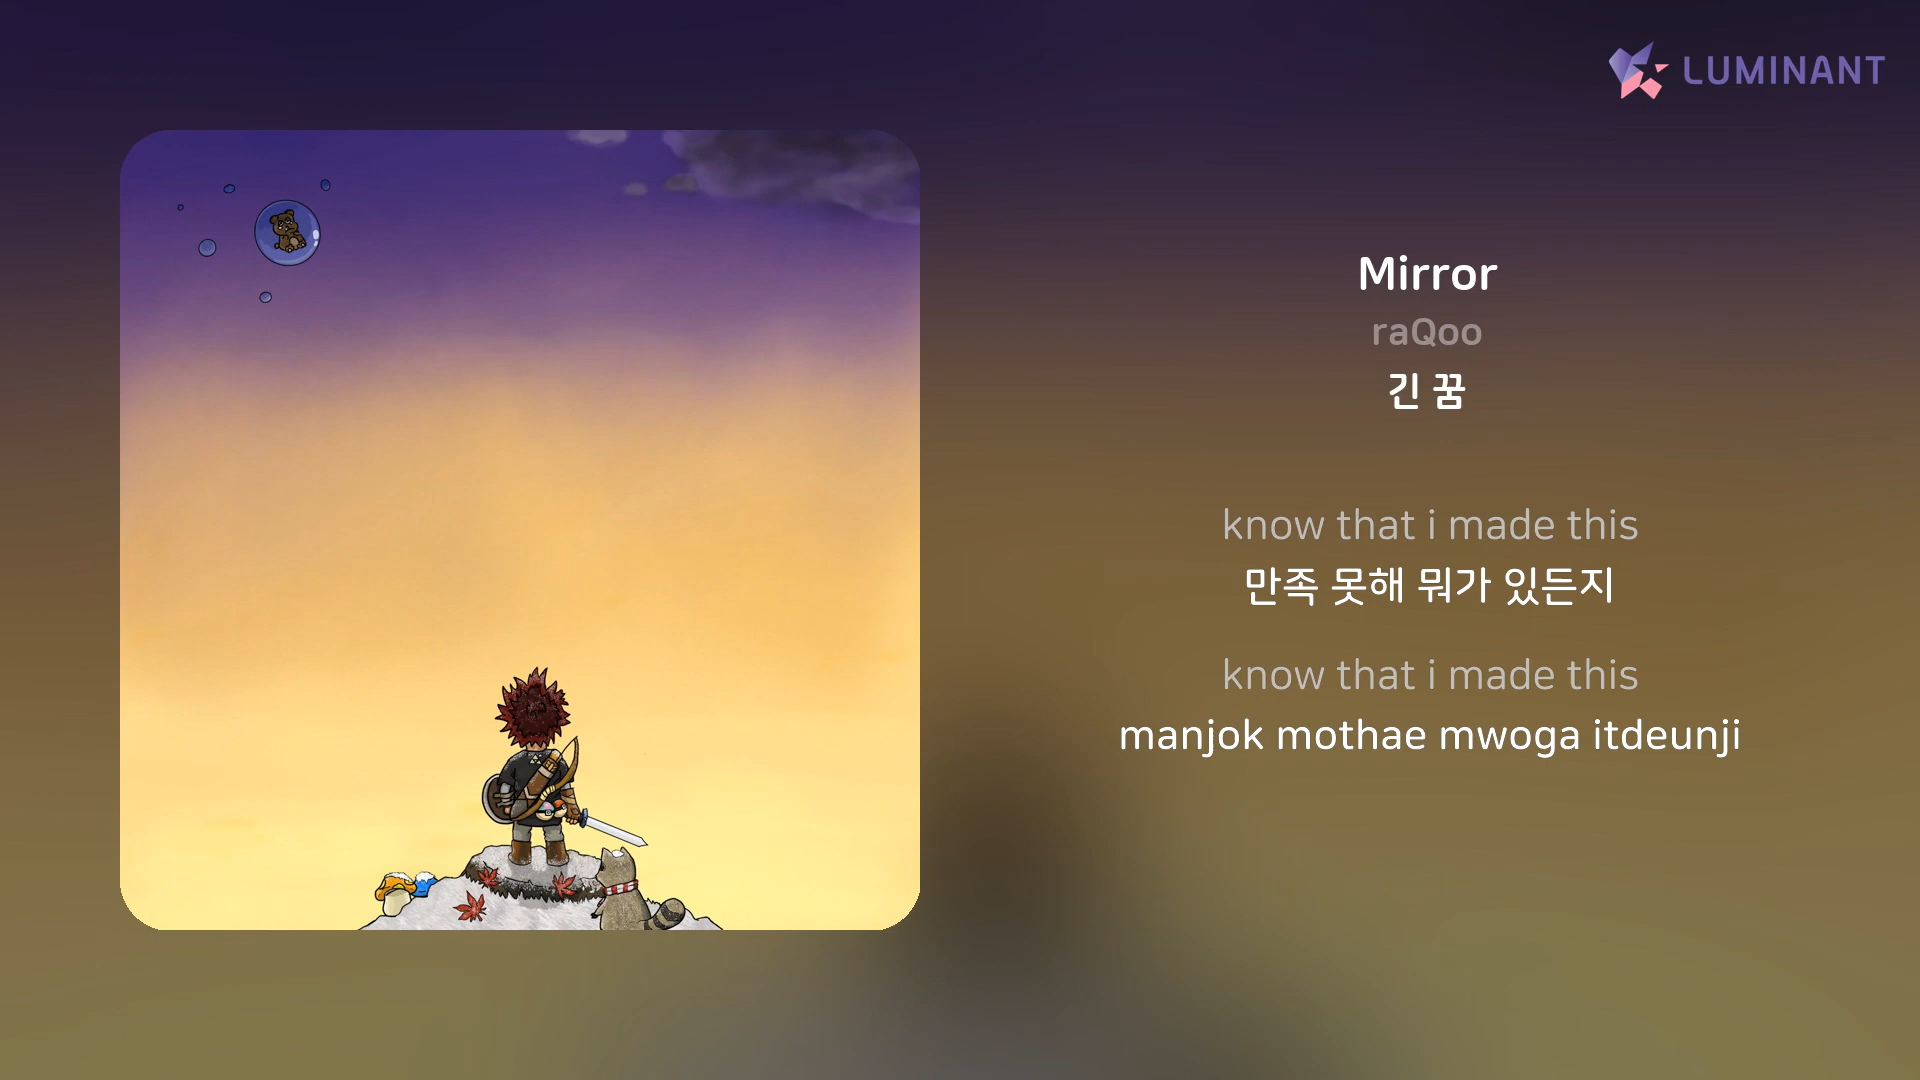 LUMINANT
Mirror
raQoo
긴 꿈
know that i made this
만족 못해 뭐가 있든지
know that i made this
manjok mothae mwoga itdeunji